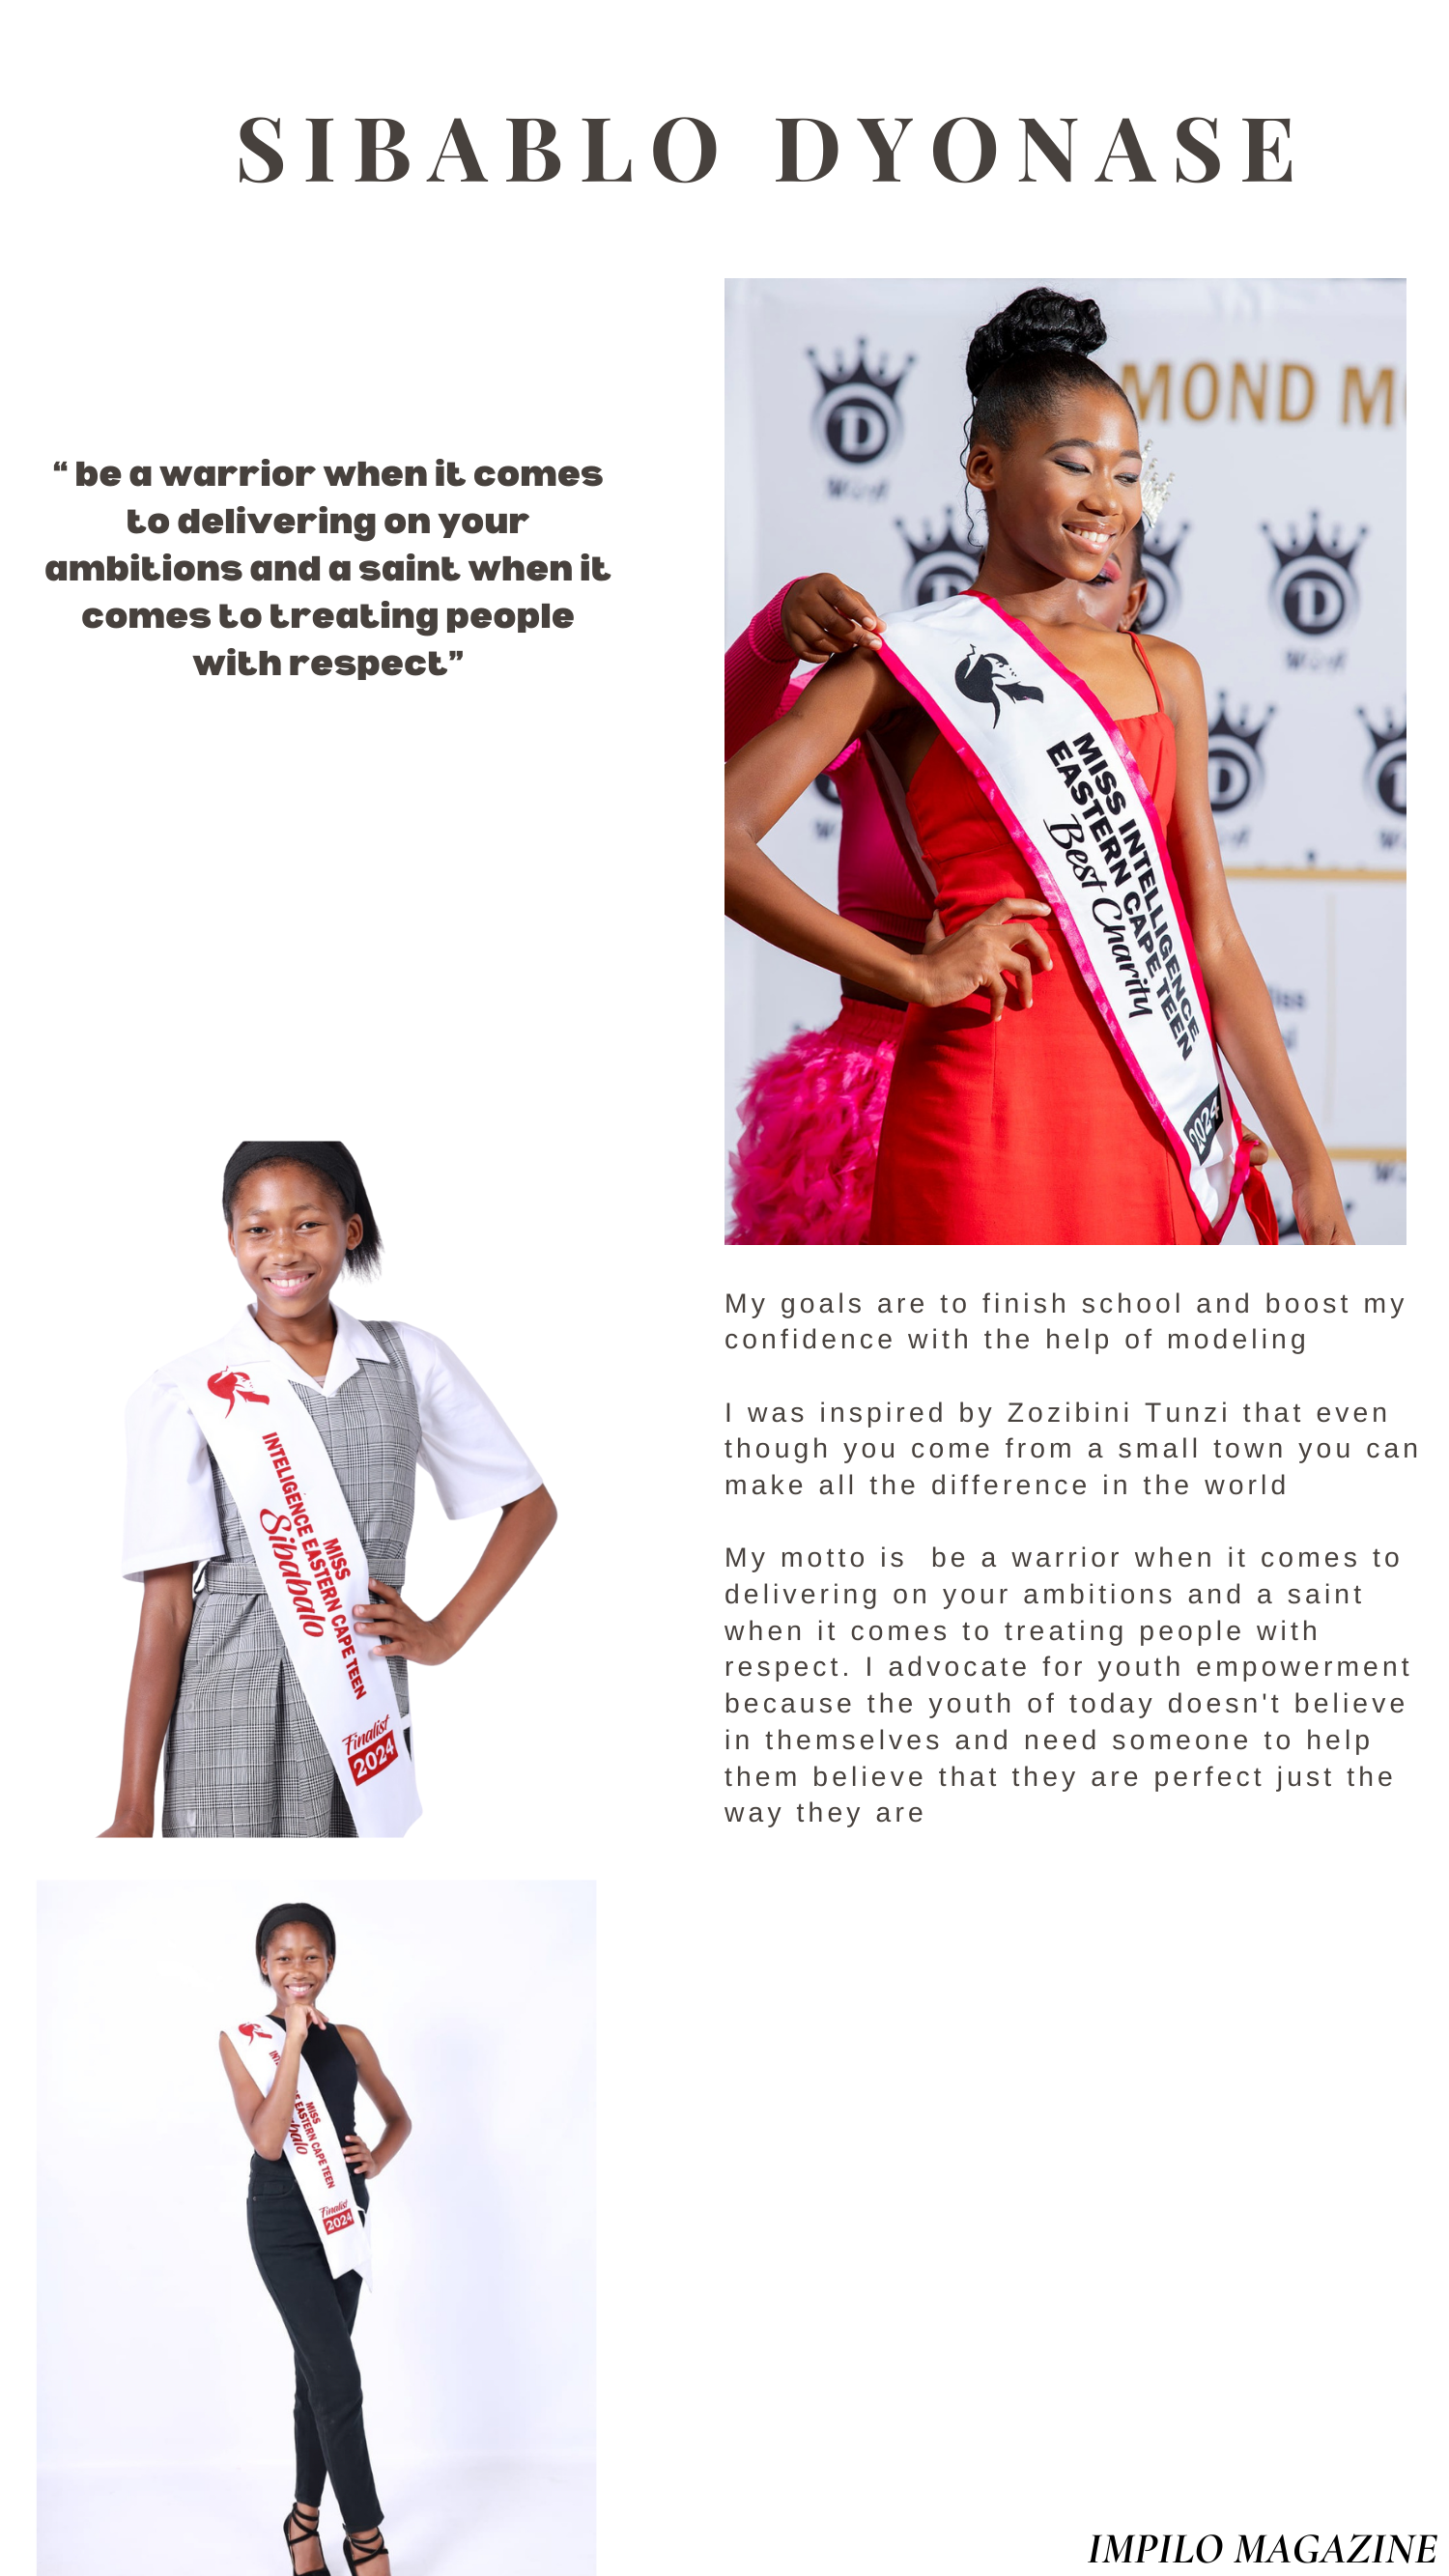 SIBABLO DYONASE
“ be a warrior when it comes
to delivering on your
ambitions and a saint when it
comes to treating people
with respect”
MOND M
D
D
D
D
MISS INTELLIGENCE
EASTERN CAPE TEEN
Best Charity
2024
MISS
INTELIGENCE EASTERN CAPE TEEN
Sibabalo
Finalist
2024
My goals are to finish school and boost my
confidence with the help of modeling
I was inspired by Zozibini Tunzi that even
though you come from a small town you can
make all the difference in the world
My motto is  be a warrior when it comes to
delivering on your ambitions and a saint
when it comes to treating people with
respect. I advocate for youth empowerment
because the youth of today doesn't believe
in themselves and need someone to help
them believe that they are perfect just the
way they are
MISS
EASTERN CAPE TEEN
Finalist
2024
IMPILO MAGAZINE